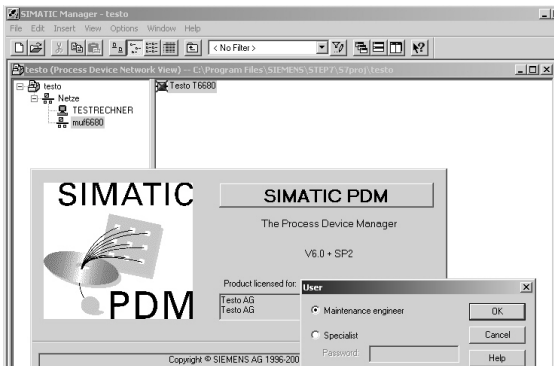 SIMATIC Manager - testo
File Edit Insert View Options Window Help
< No Filter >
testo (Process Device Network View) -- C:\Program Files\SIEMENS\STEP7\S7proj\testo
testo
Netze
TESTRECHNER
muf6680
Testo T6680
SIMATIC
PDM
SIMATIC PDM
The Process Device Manager
V6.0 + SP2
Product licensed for:
Testo AG
Testo AG
Copyright © SIEMENS AG 1996-200
User
Maintenance engineer
OK
Specialist
Cancel
Password:
Help